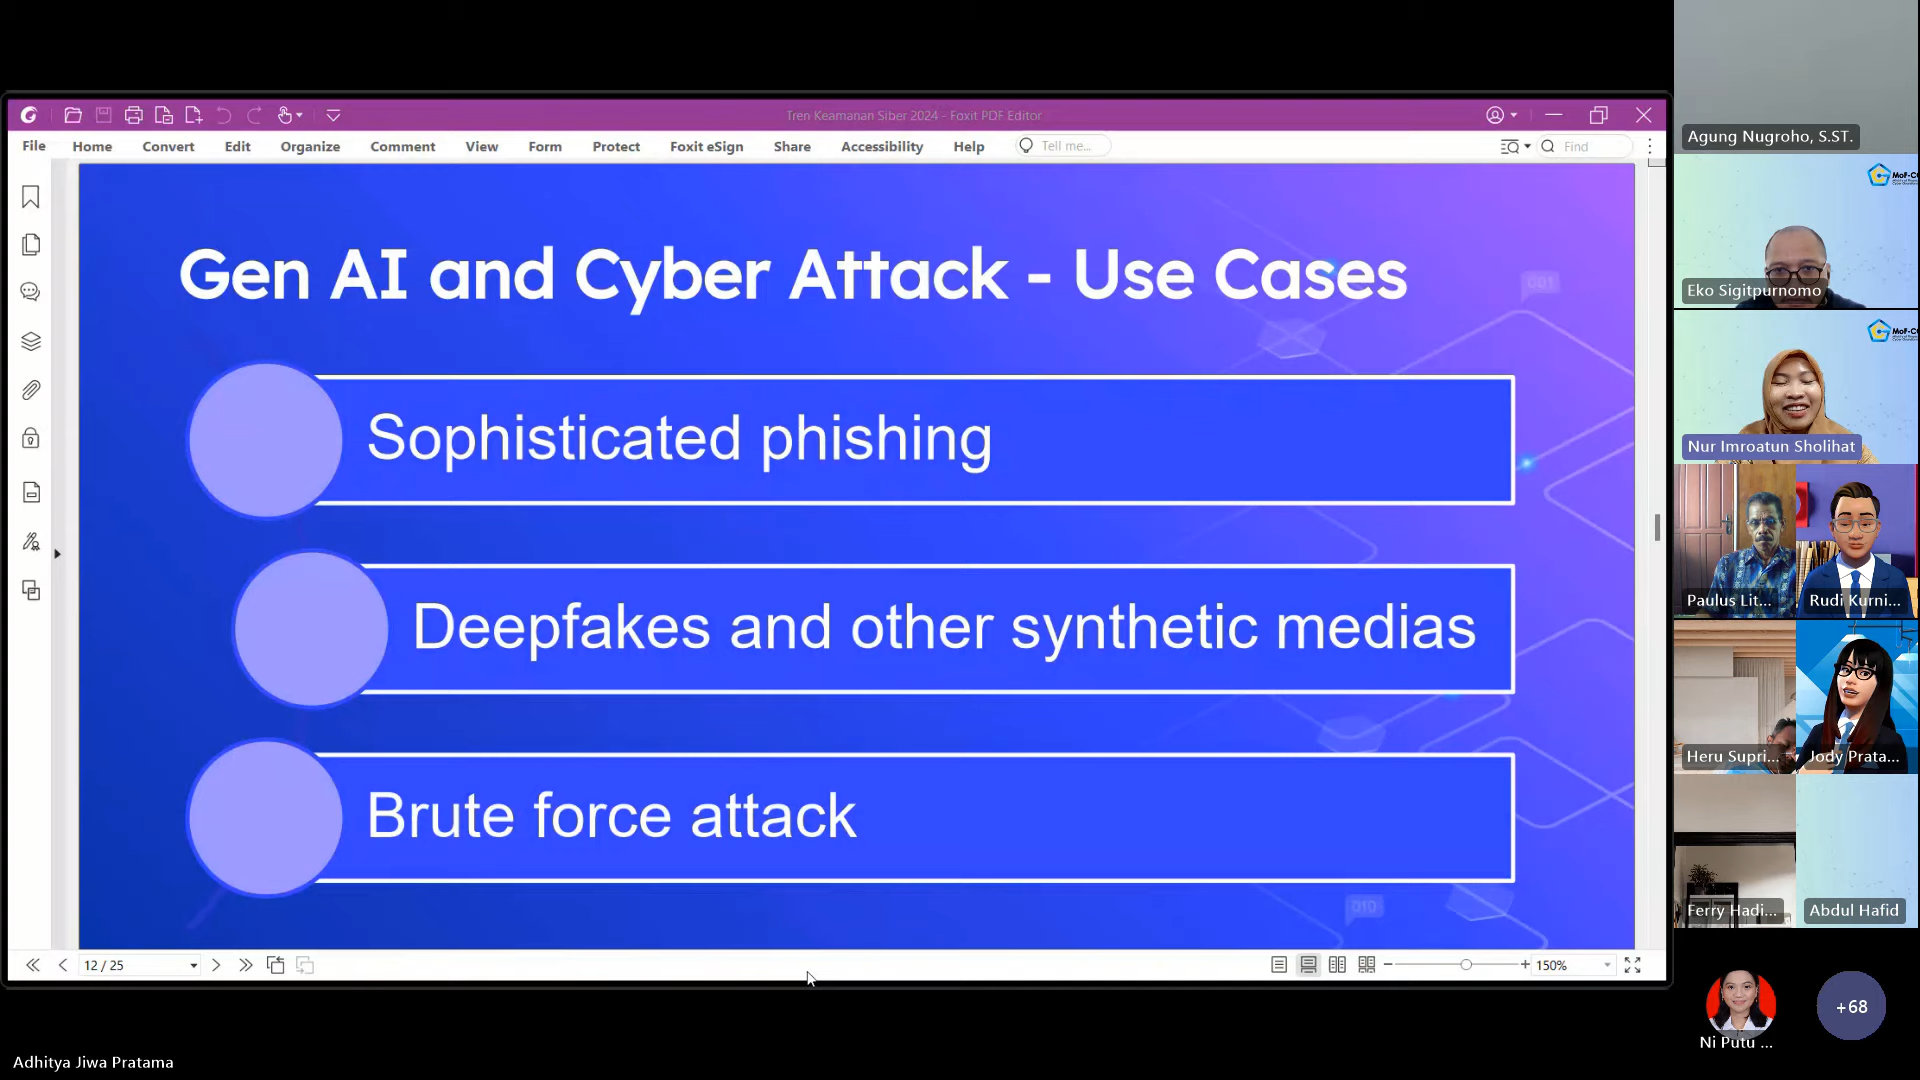 Tren Keamanan Siber 2024 - Foxit PDF Editor
File Home Convert Edit Organize Comment View Form Protect Foxit eSign Share Accessibility Help Tell me... Find
Gen AI and Cyber Attack - Use Cases
001
Sophisticated phishing
Deepfakes and other synthetic medias
Brute force attack
010
12 / 25
150%
Adhitya Jiwa Pratama
Agung Nugroho, S.ST.
Eko Sigitpurnomo
Nur Imroatun Sholihat
Paulus Lit...
Rudi Kurni...
Heru Supri...
Jody Prata...
Ferry Hadi...
Abdul Hafid
Ni Putu ...
+68